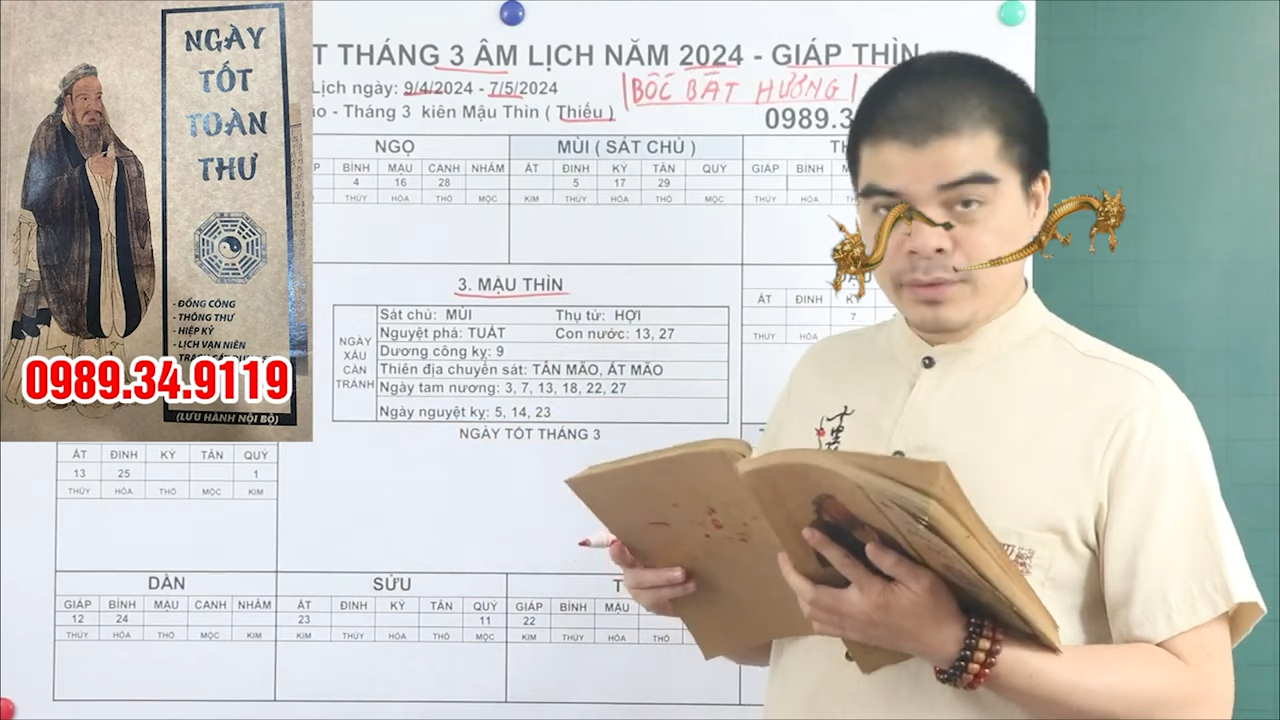 NGÀY
TỐT
TOÀN
THƯ
- ĐỔNG CÔNG
- THÔNG THƯ
- HIỆP KỶ
- LỊCH VẠN NIÊN
0989.34.9119
(LƯU HÀNH NỘI BỘ)
T THÁNG 3 ÂM LỊCH NĂM 2024 - GIÁP THÌN
Lịch ngày: 9/4/2024 - 7/5/2024
BỐC BÁT HƯƠNG
- Tháng 3 kiên Mậu Thìn ( Thiếu )
0989.3
NGỌ
MÙI ( SÁT CHỦ )
P BÍNH MẬU CANH NHÂM
ẤT ĐINH KỶ TÂN QUÝ
GIÁP BÍNH
4 16 28
5 17 29
THỦY HỎA THỔ MỘC
KIM THỦY HỎA THỔ MỘC
THỦY HỎA
3. MẬU THÌN
NGÀY XẤU CẦN TRÁNH
Sát chủ: MÙI Thụ tử: HỢI
Nguyệt phá: TUẤT Con nước: 13, 27
Dương công kỵ: 9
Thiên địa chuyển sát: TÂN MÃO, ẤT MÃO
Ngày tam nương: 3, 7, 13, 18, 22, 27
Ngày nguyệt kỵ: 5, 14, 23
ẤT ĐINH KỶ
7
THỦY HỎA
NGÀY TỐT THÁNG 3
ẤT ĐINH KỶ TÂN QUÝ
13 25 1
THỦY HỎA THỔ MỘC KIM
DẦN
SỬU
T
GIÁP BÍNH MẬU CANH NHÂM
ẤT ĐINH KỶ TÂN QUÝ
GIÁP BÍNH MẬU
12 24
23 11
22
THỦY HỎA THỔ MỘC KIM
THỦY HỎA THỔ MỘC KIM
KIM THỦY HỎA THỔ